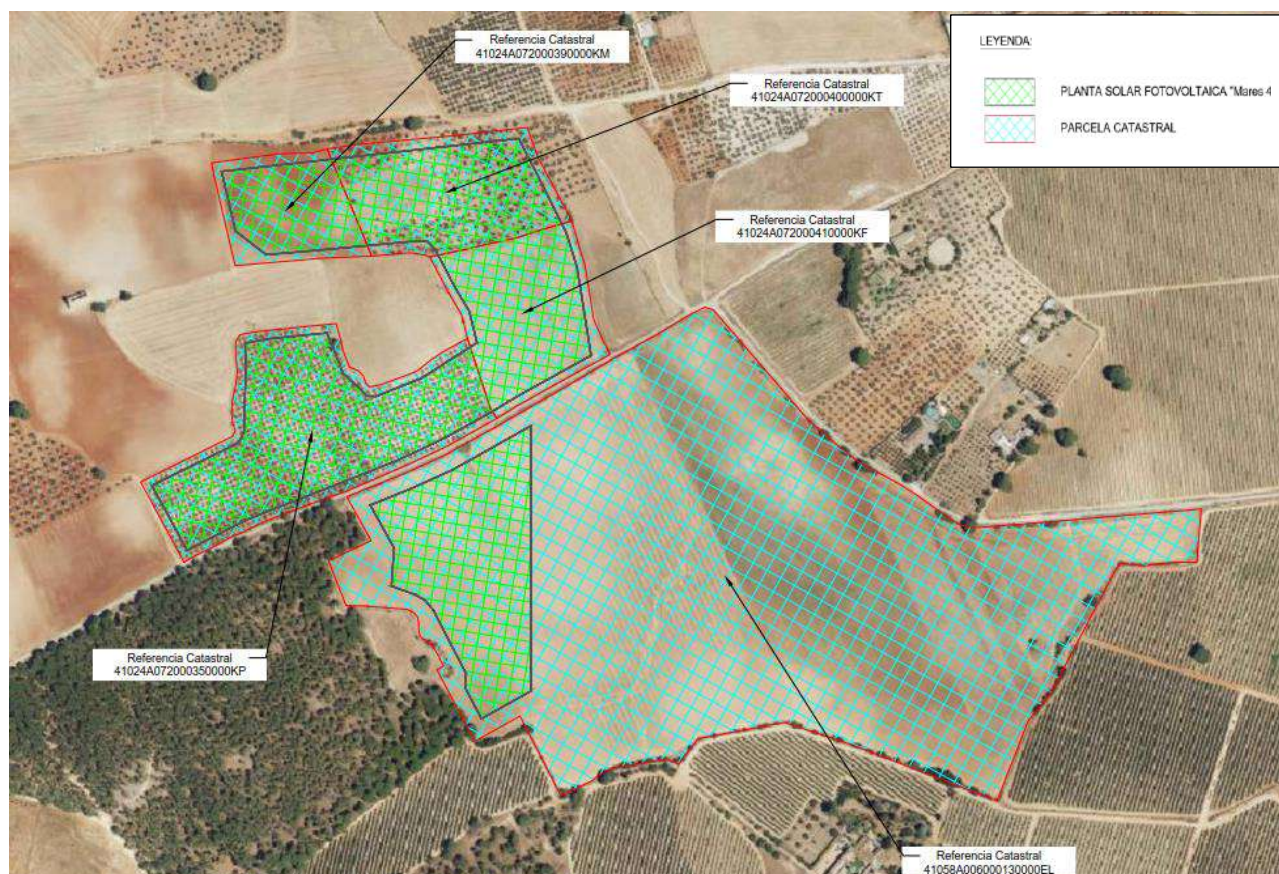 Referencia Catastral
41024A072000390000KM
Referencia Catastral
41024A072000400000KT
Referencia Catastral
41024A072000410000KF
Referencia Catastral
41024A072000350000KP
Referencia Catastral
41058A006000130000EL
LEYENDA:
PLANTA SOLAR FOTOVOLTAICA "Mares 4
PARCELA CATASTRAL